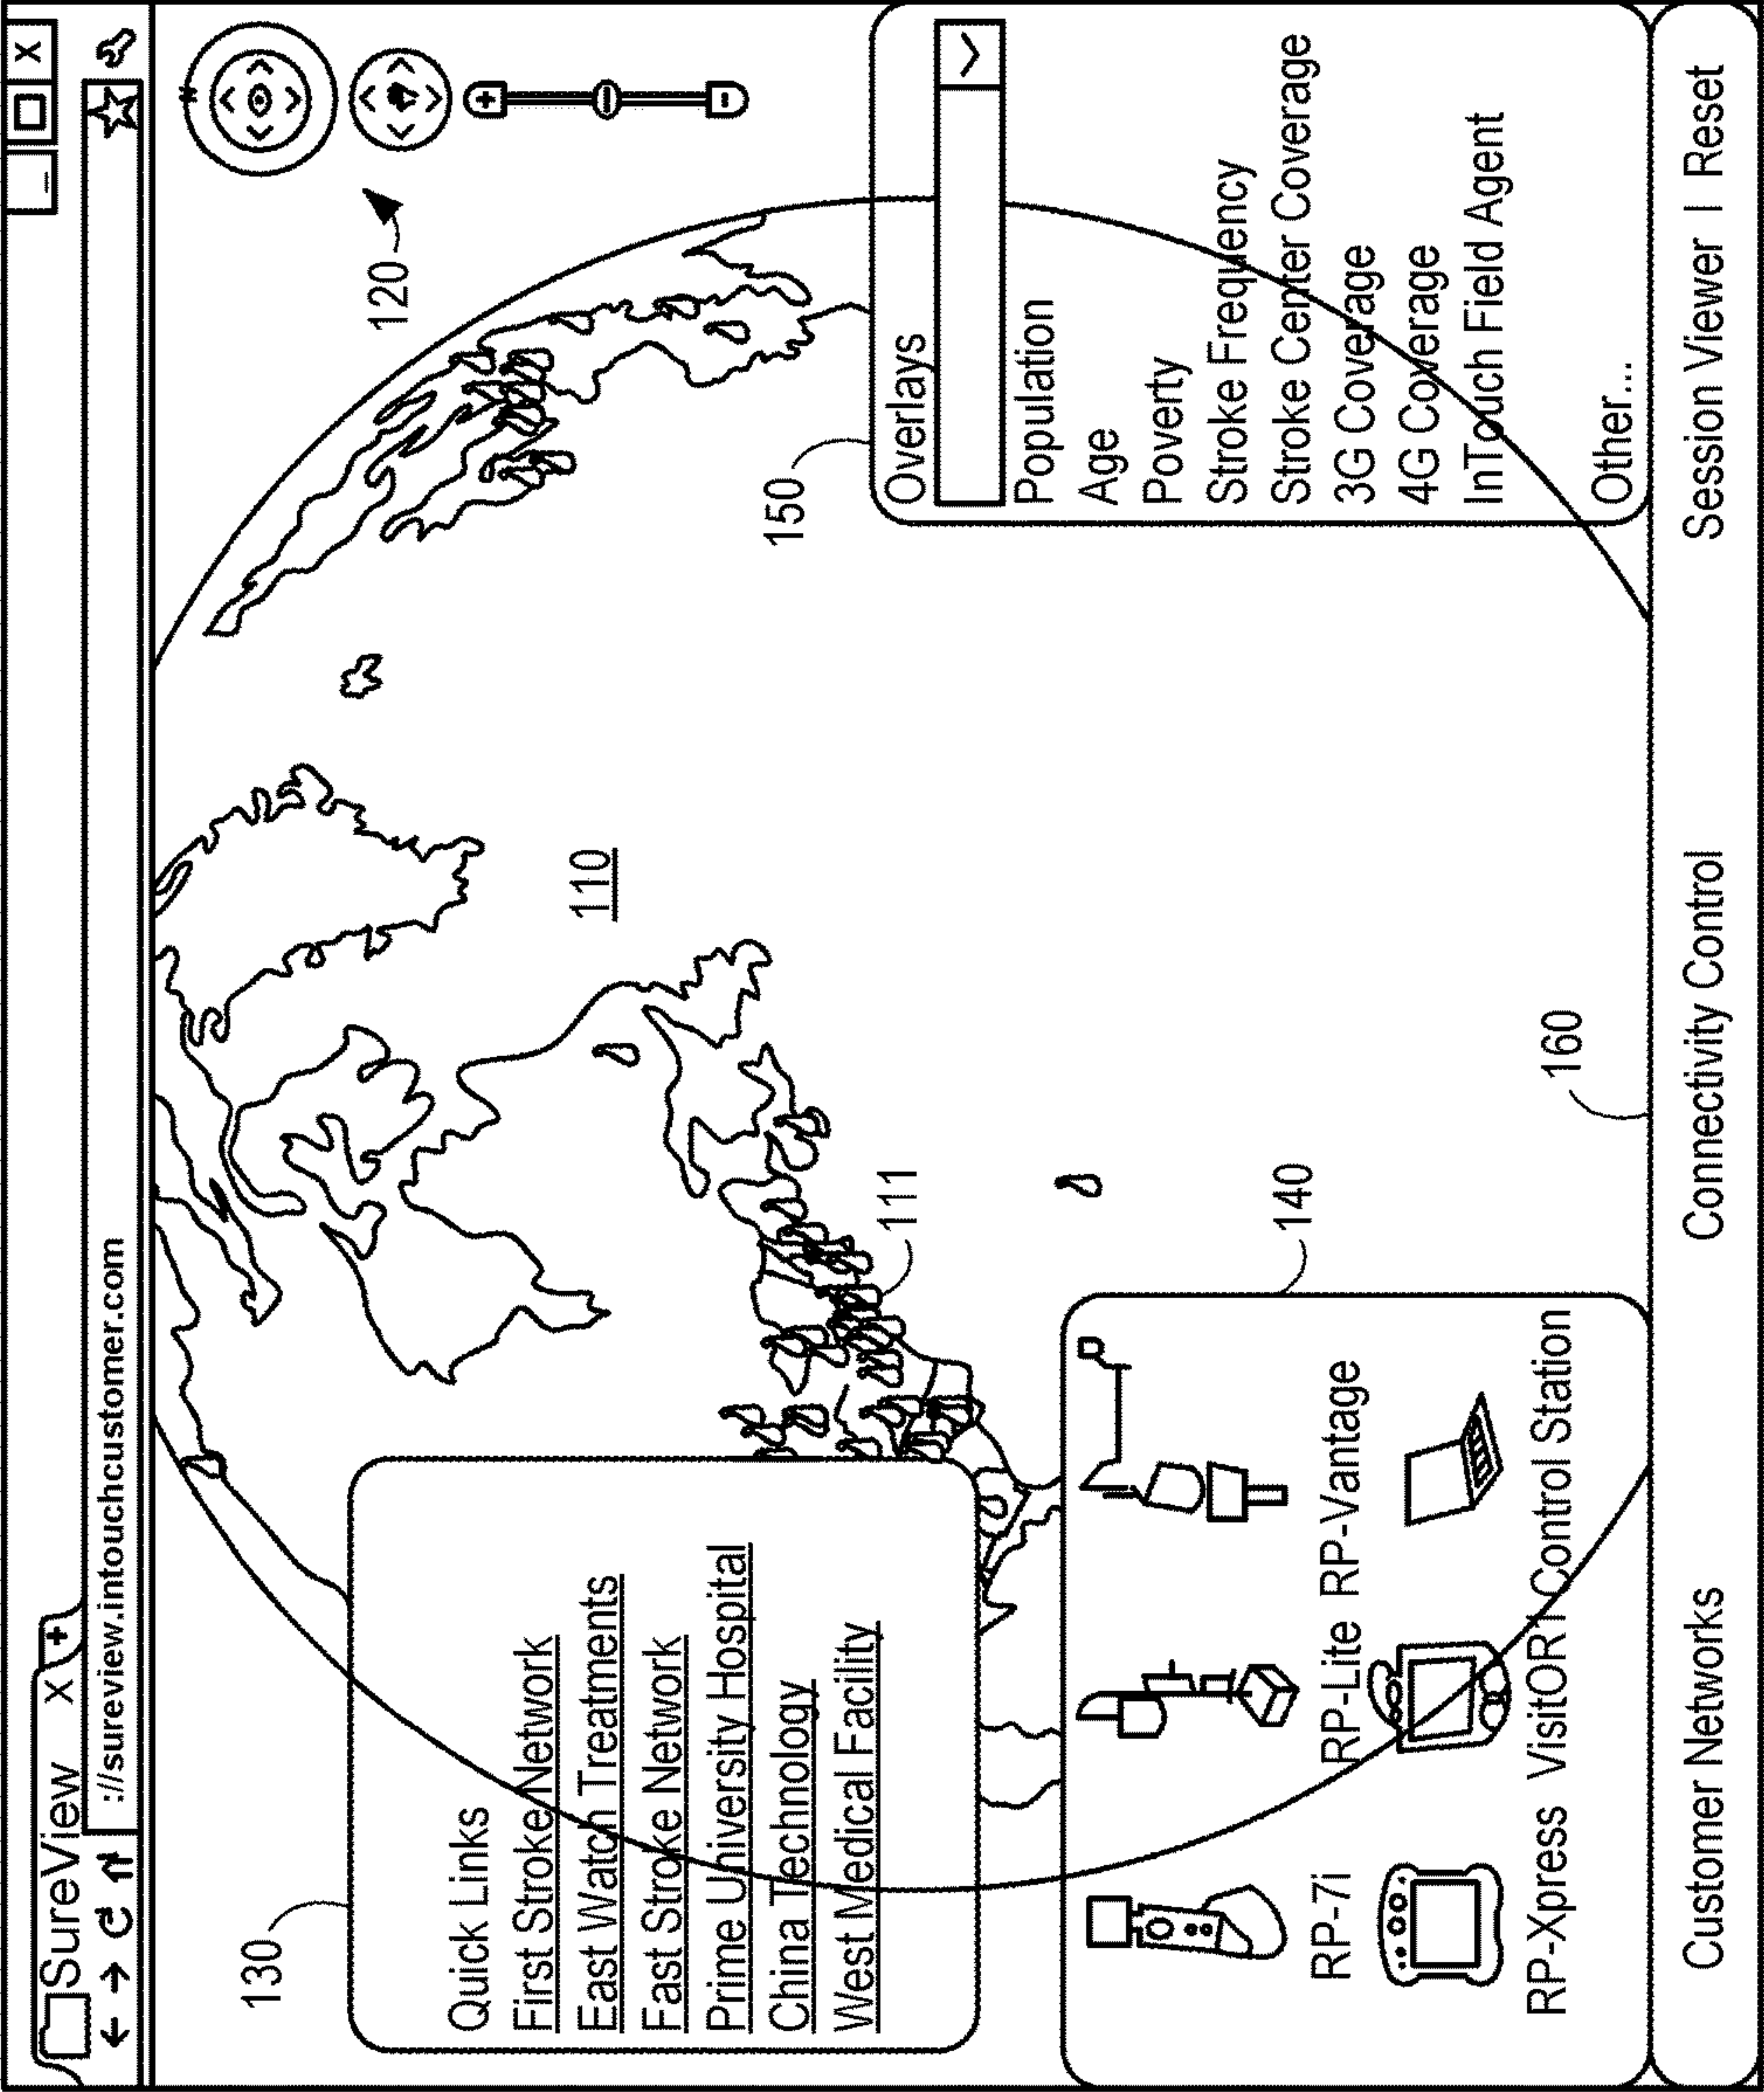 SureView X +
_ X
://sureview.intouchcustomer.com
N
120
+
-
130
Quick Links
First Stroke Network
East Watch Treatments
Fast Stroke Network
Prime University Hospital
China Technology
West Medical Facility
110
111
150
Overlays
Population
Age
Poverty
Stroke Frequency
Stroke Center Coverage
3G Coverage
4G Coverage
InTouch Field Agent
Other...
140
RP-7i RP-Lite RP-Vantage
RP-Xpress VisitOR1 Control Station
160
Customer Networks Connectivity Control Session Viewer | Reset